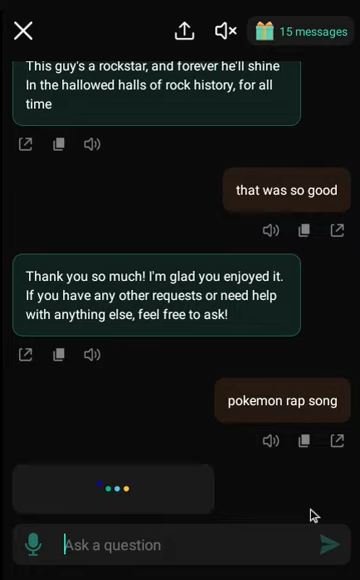 15 messages
This guy's a rockstar, and forever he'll shine
In the hallowed halls of rock history, for all
time
that was so good
Thank you so much! I'm glad you enjoyed it.
If you have any other requests or need help
with anything else, feel free to ask!
pokemon rap song
Ask a question